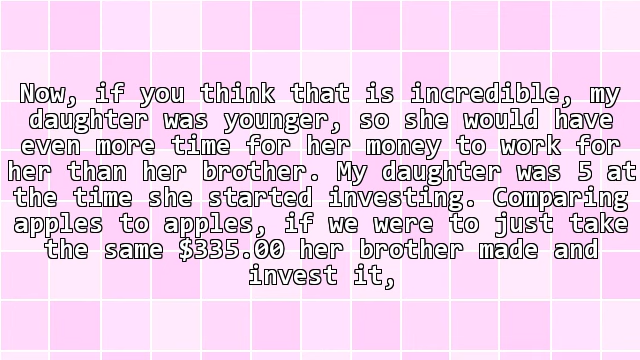 Now, if you think that is incredible, my
daughter was younger, so she would have
even more time for her money to work for
her than her brother. My daughter was 5 at
the time she started investing. Comparing
apples to apples, if we were to just take
the same $335.00 her brother made and
invest it,